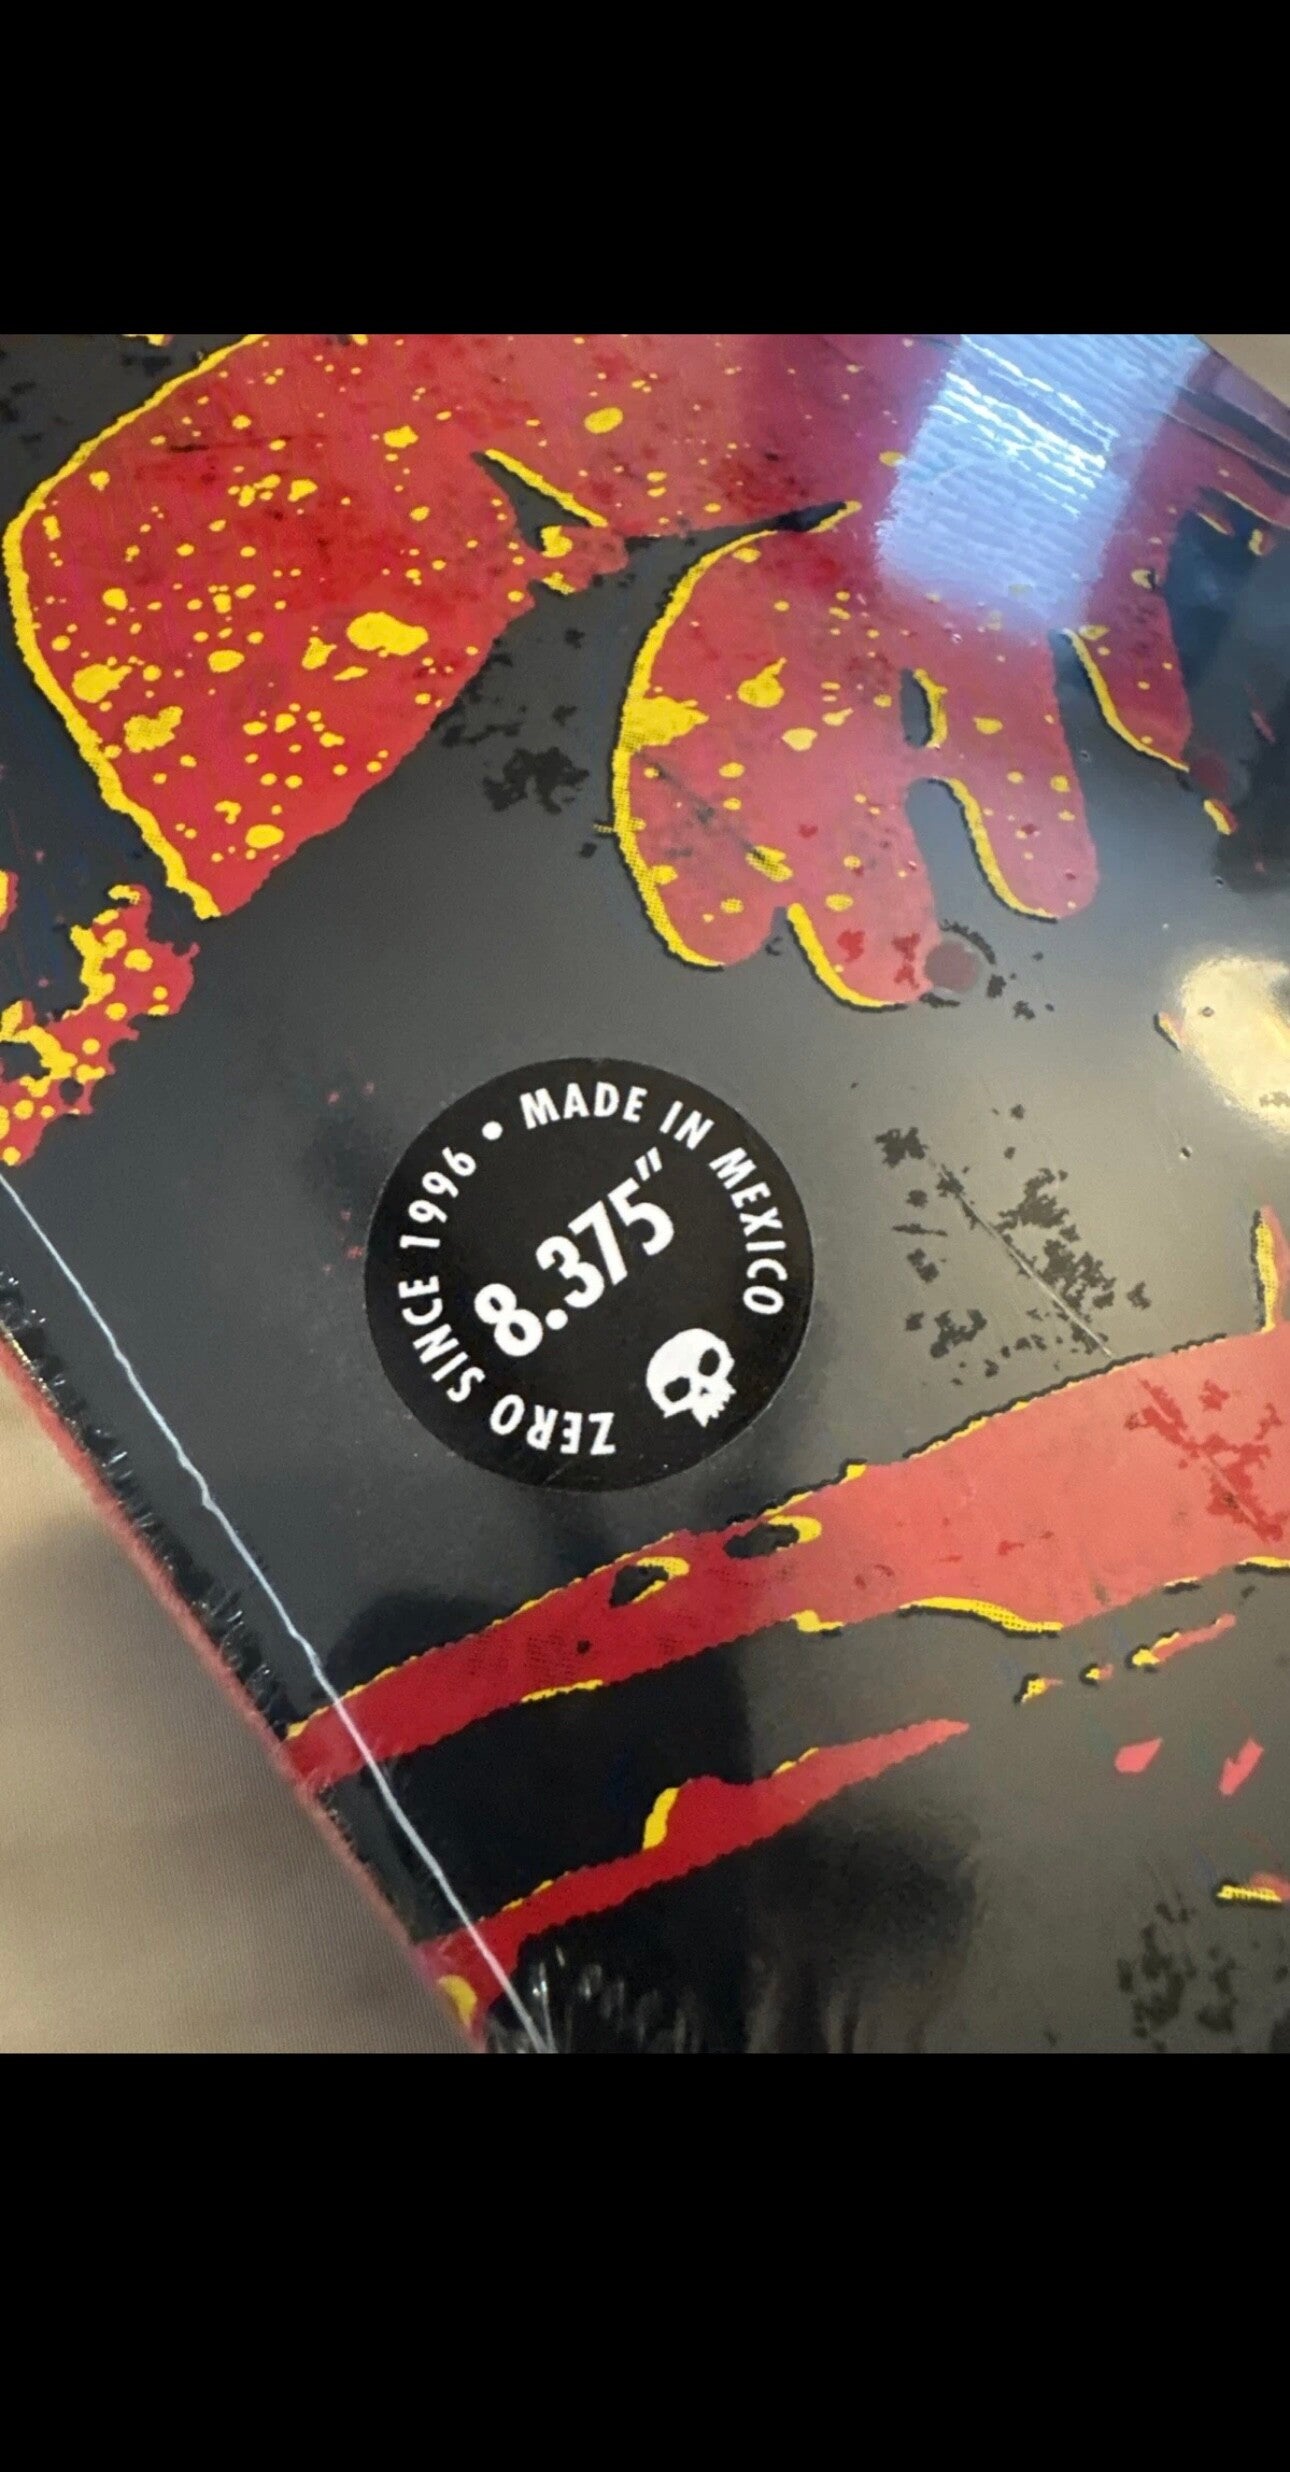 ZERO SINCE 1996 • MADE IN MEXICO
8.375"